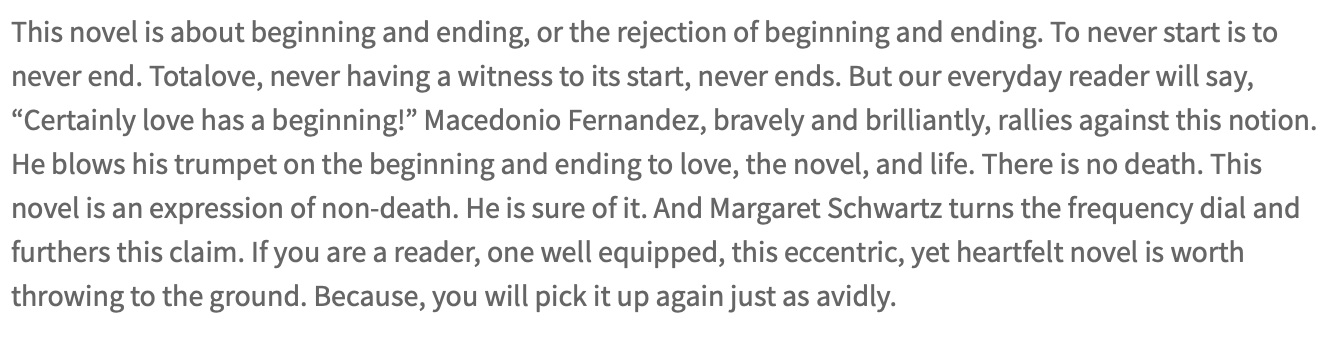 This novel is about beginning and ending, or the rejection of beginning and ending. To never start is to
never end. Totalove, never having a witness to its start, never ends. But our everyday reader will say,
“Certainly love has a beginning!” Macedonio Fernandez, bravely and brilliantly, rallies against this notion.
He blows his trumpet on the beginning and ending to love, the novel, and life. There is no death. This
novel is an expression of non-death. He is sure of it. And Margaret Schwartz turns the frequency dial and
furthers this claim. If you are a reader, one well equipped, this eccentric, yet heartfelt novel is worth
throwing to the ground. Because, you will pick it up again just as avidly.